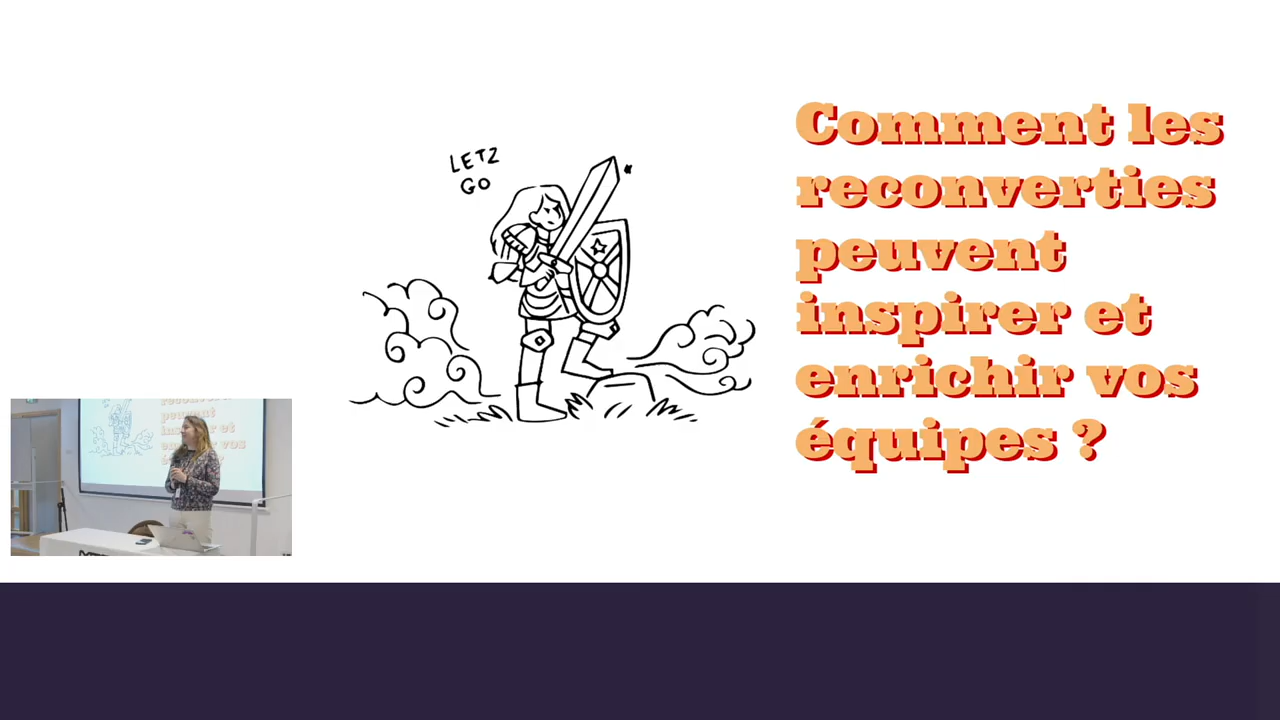 LETZ
GO
Comment les
reconverties
peuvent
inspirer et
enrichir vos
équipes ?